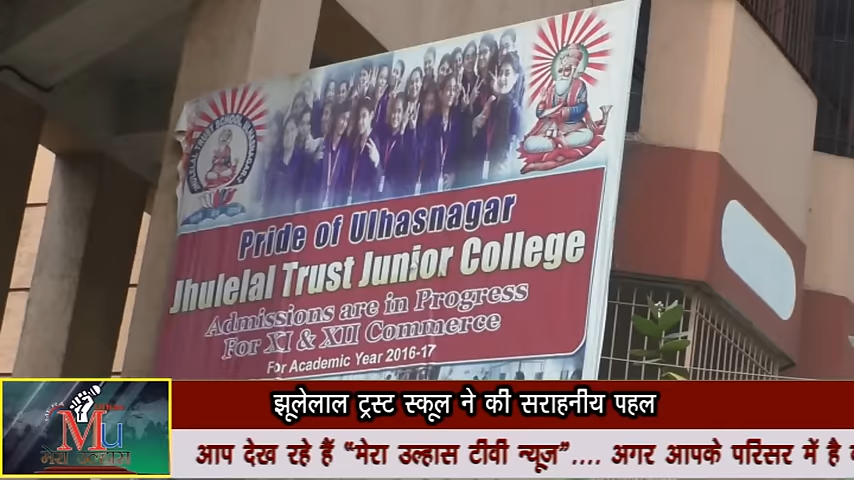 Pride of Ulhasnagar
Jhulelal Trust Junior College
Admissions are in Progress
For XI & XII Commerce
For Academic Year 2016-17
झूलेलाल ट्रस्ट स्कूल ने की सराहनीय पहल
Mu
मेरा उल्हास
आप देख रहे हैं “मेरा उल्हास टीवी न्यूज”.... अगर आपके परिसर में है